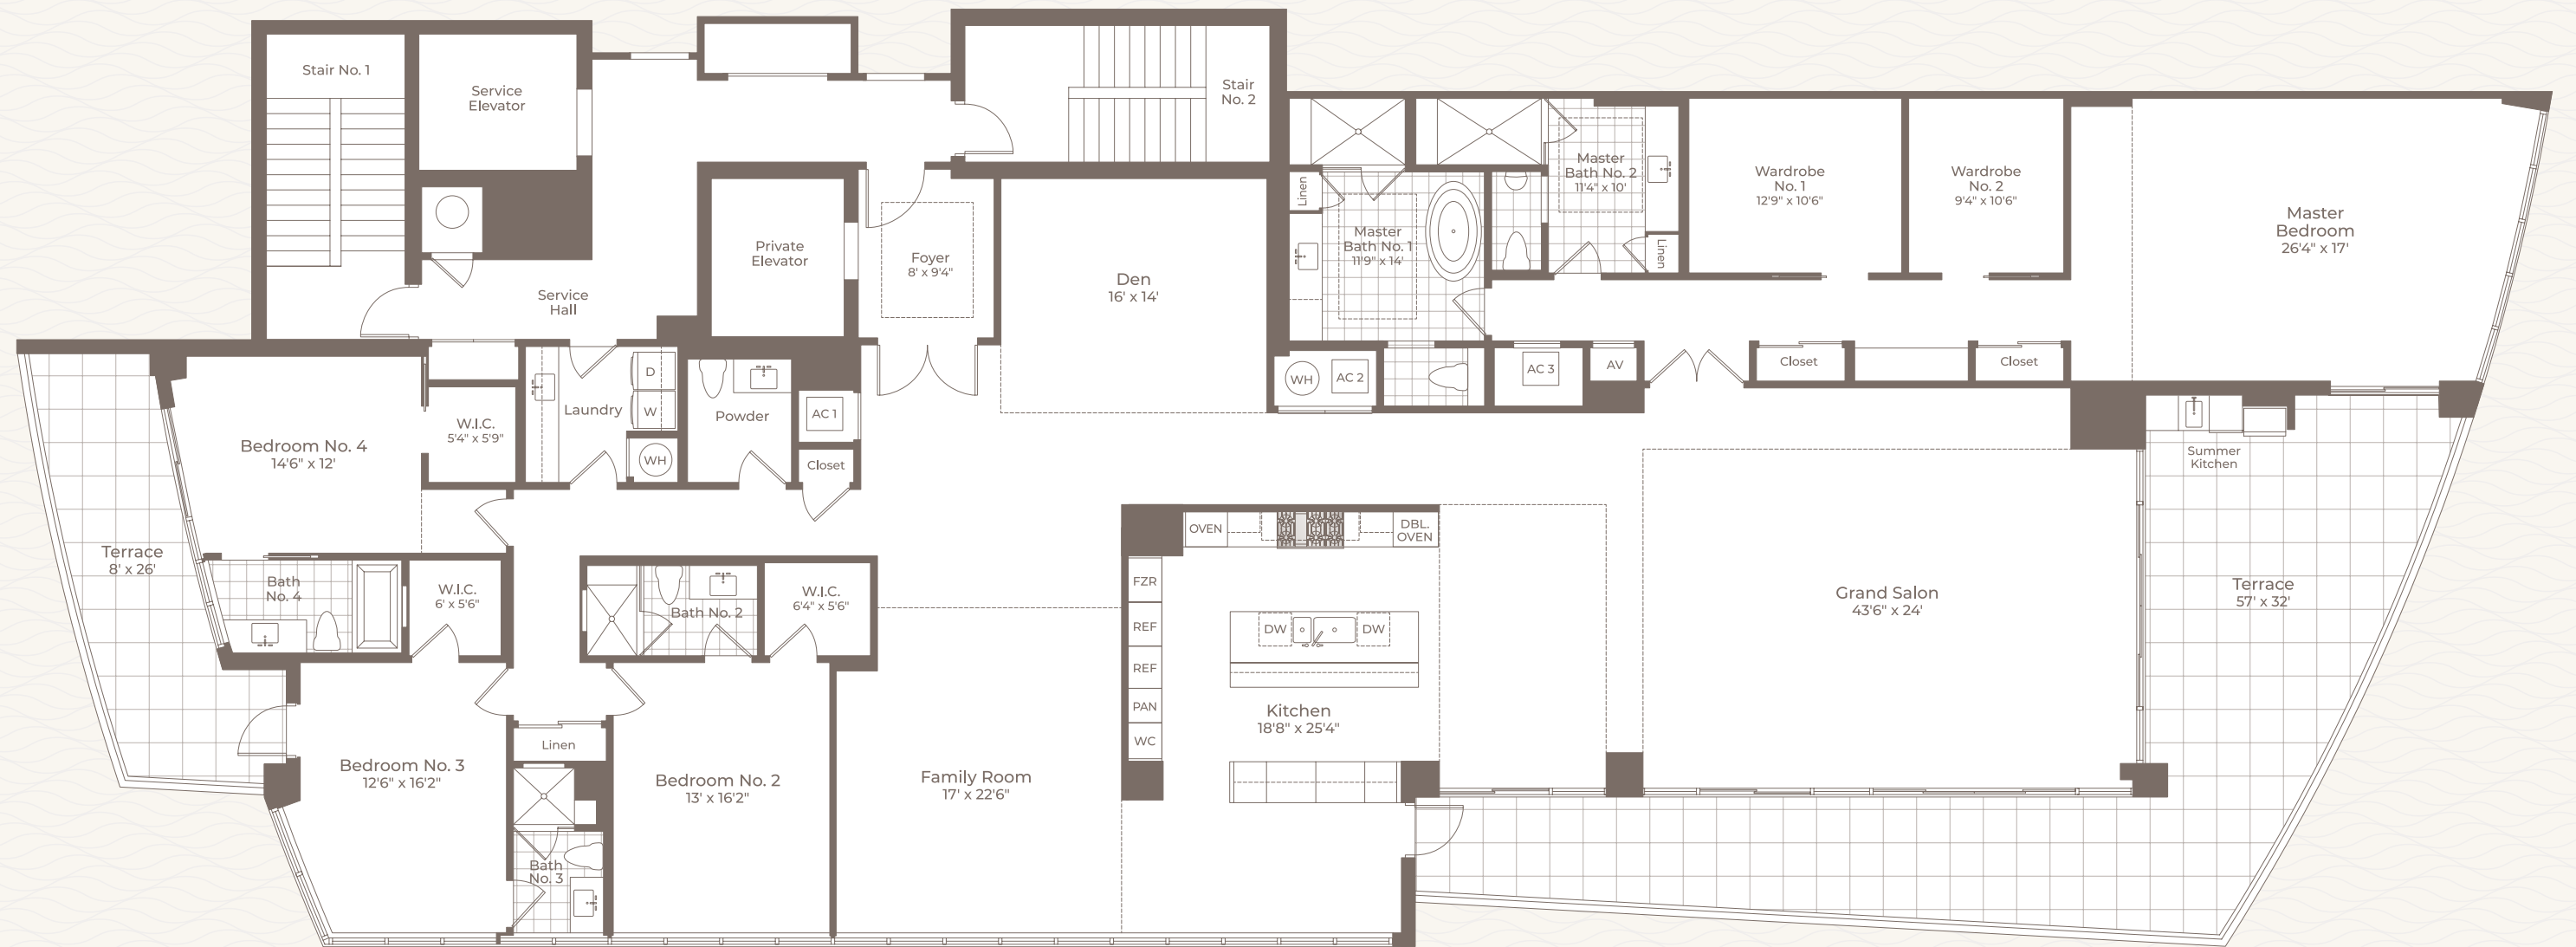 Stair No. 1
Service
Elevator
Stair
No. 2
Service
Hall
Private
Elevator
Foyer
8' x 9'4"
Den
16' x 14'
Linen
Master
Bath No. 1
11'9" x 14'
Master
Bath No. 2
11'4" x 10'
Linen
Wardrobe
No. 1
12'9" x 10'6"
Wardrobe
No. 2
9'4" x 10'6"
Master
Bedroom
26'4" x 17'
WH
AC 2
AC 3
AV
Closet
Closet
Bedroom No. 4
14'6" x 12'
W.I.C.
5'4" x 5'9"
Laundry
D
W
WH
Powder
AC 1
Closet
Summer
Kitchen
Terrace
8' x 26'
Bath
No. 4
W.I.C.
6' x 5'6"
Bath No. 2
W.I.C.
6'4" x 5'6"
OVEN
DBL.
OVEN
FZR
REF
REF
PAN
WC
DW
DW
Kitchen
18'8" x 25'4"
Grand Salon
43'6" x 24'
Terrace
57' x 32'
Bedroom No. 3
12'6" x 16'2"
Linen
Bath
No. 3
Bedroom No. 2
13' x 16'2"
Family Room
17' x 22'6"